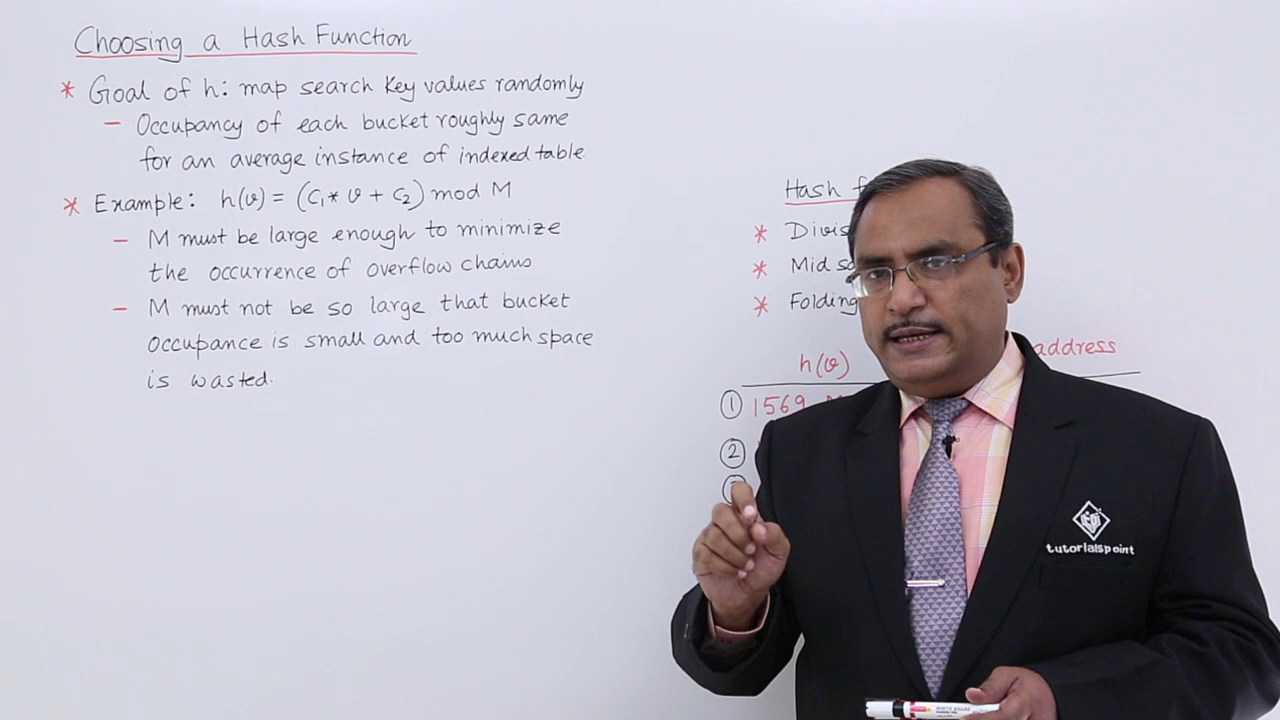 Choosing a Hash Function
* Goal of h: map search key values randomly
– Occupancy of each bucket roughly same
for an average instance of indexed table.
* Example: h(v) = (C₁* v + C₂) mod M
– M must be large enough to minimize
the occurrence of overflow chains
– M must not be so large that bucket
occupance is small and too much space
is wasted.
Hash
*
* Mid
* Folding
h(v) address
① 1569
②
tutorialspoint